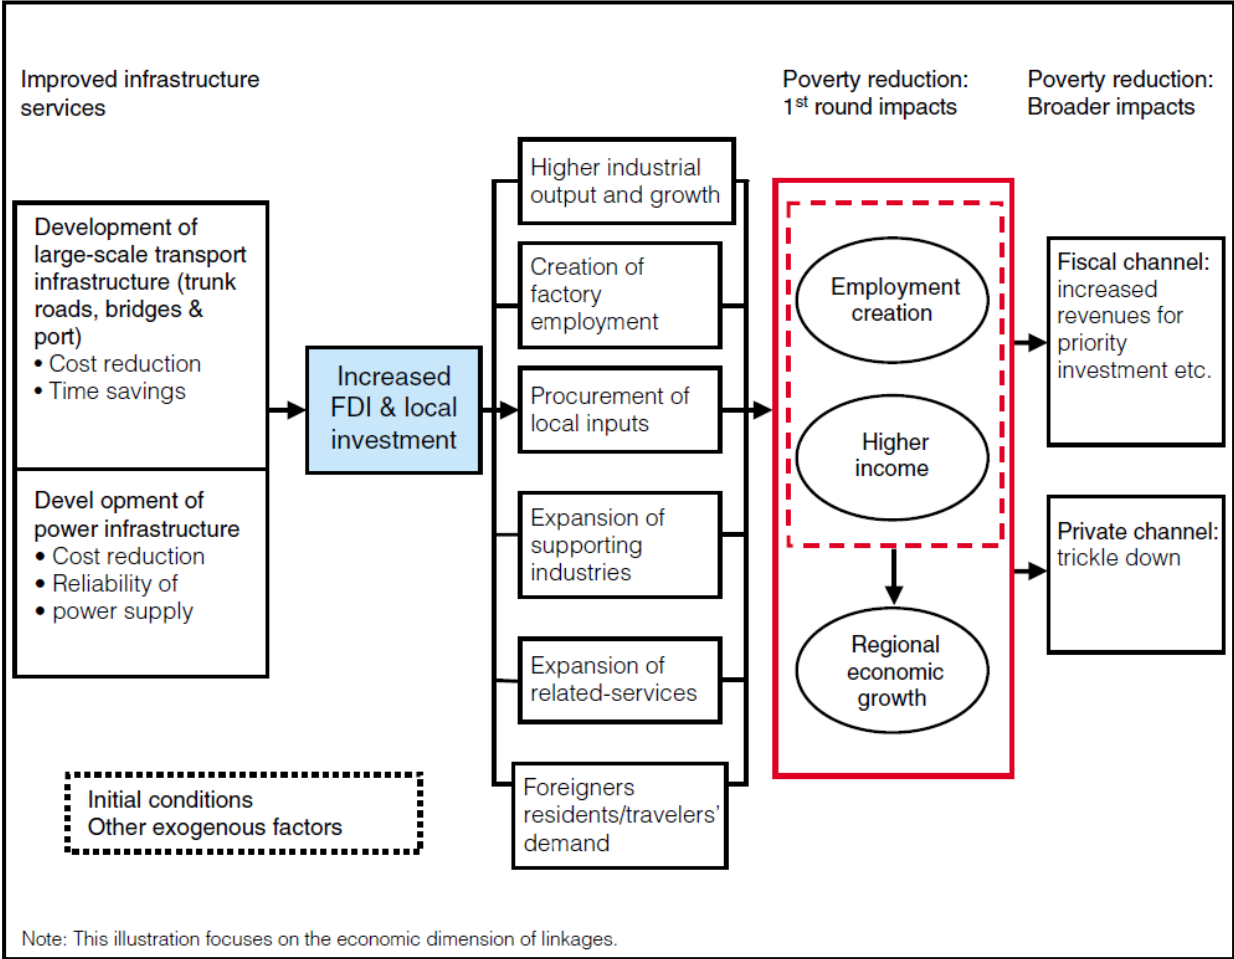 Improved infrastructure
services
Poverty reduction:
1st round impacts
Poverty reduction:
Broader impacts
Development of
large-scale transport
infrastructure (trunk
roads, bridges &
port)
• Cost reduction
• Time savings
Devel opment of
power infrastructure
• Cost reduction
• Reliability of
• power supply
Increased
FDI & local
investment
Higher industrial
output and growth
Creation of
factory
employment
Procurement of
local inputs
Expansion of
supporting
industries
Expansion of
related-services
Foreigners
residents/travelers'
demand
Employment
creation
Higher
income
Regional
economic
growth
Fiscal channel:
increased
revenues for
priority
investment etc.
Private channel:
trickle down
Initial conditions
Other exogenous factors
Note: This illustration focuses on the economic dimension of linkages.